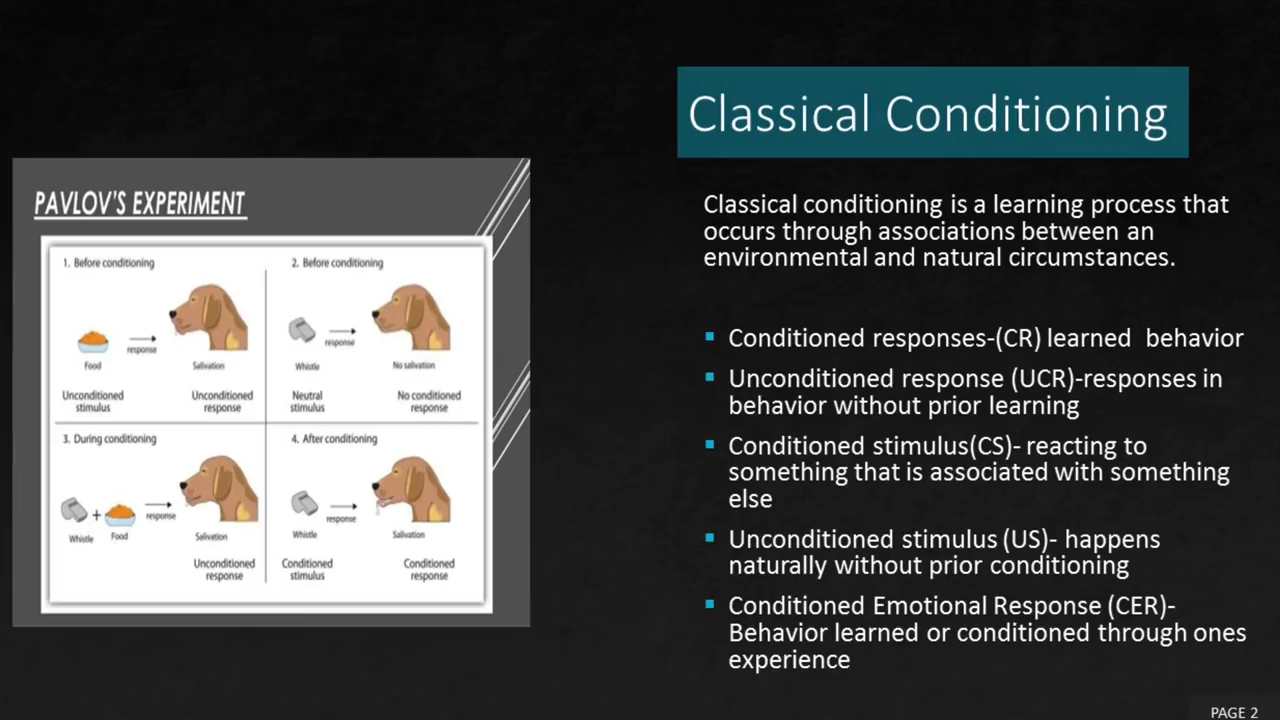 Classical Conditioning
PAVLOV'S EXPERIMENT
1. Before conditioning
response
Food
Salivation
Unconditioned
stimulus
Unconditioned
response
2. Before conditioning
response
Whistle
No salivation
Neutral
stimulus
No conditioned
response
3. During conditioning
+
response
Whistle
Food
Salivation
Unconditioned
response
4. After conditioning
response
Whistle
Salivation
Conditioned
stimulus
Conditioned
response
Classical conditioning is a learning process that
occurs through associations between an
environmental and natural circumstances.
Conditioned responses-(CR) learned behavior
Unconditioned response (UCR)-responses in
behavior without prior learning
Conditioned stimulus(CS)- reacting to
something that is associated with something
else
Unconditioned stimulus (US)- happens
naturally without prior conditioning
Conditioned Emotional Response (CER)-
Behavior learned or conditioned through ones
experience
PAGE 2